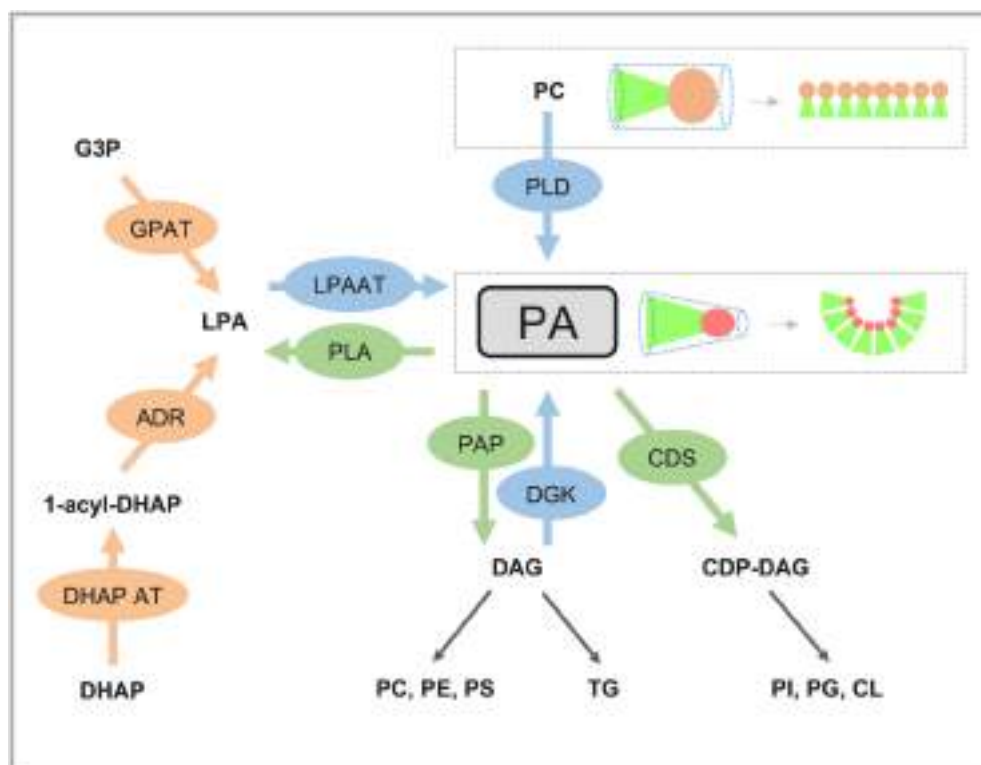 PC
G3P
PLD
GPAT
LPAAT
LPA
PA
PLA
ADR
PAP
CDS
DGK
1-acyl-DHAP
DAG
CDP-DAG
DHAP AT
DHAP
PC, PE, PS
TG
PI, PG, CL